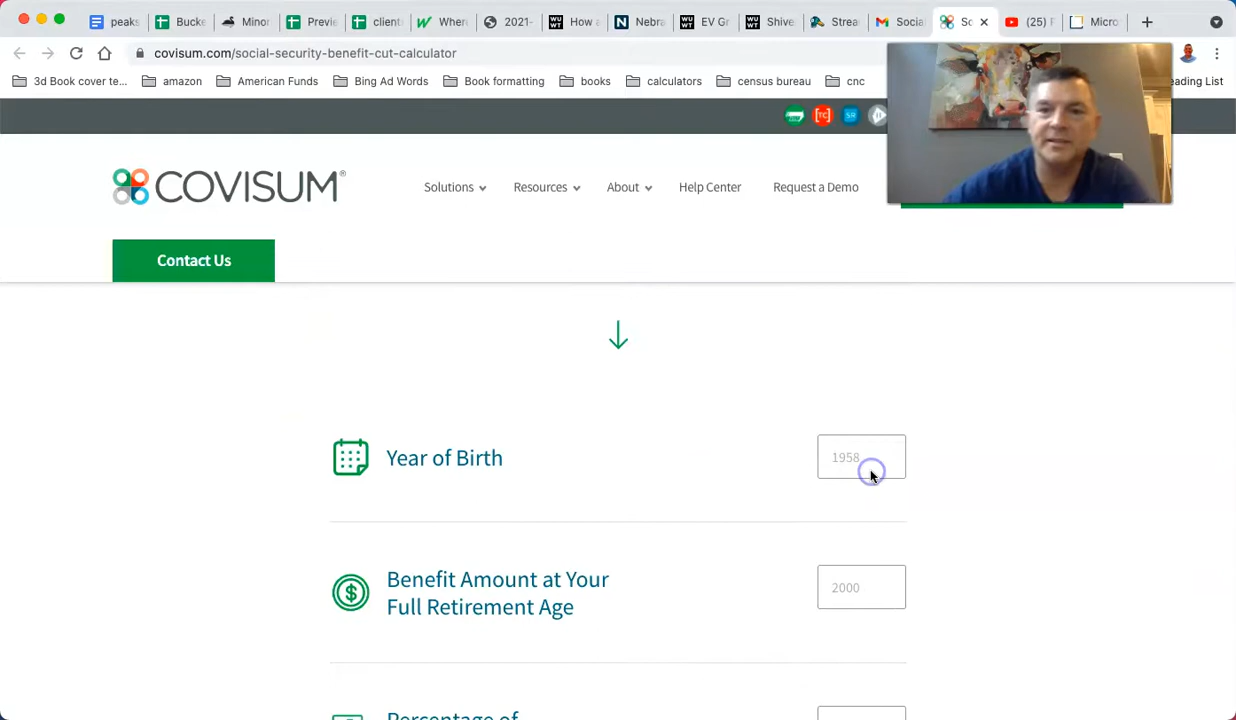 peaks
Bucke
Minor
Previe
client
Wher
2021-
How a
Nebra
EV Gr
Shive
Strea
Social
So
(25) F
Micro
covisum.com/social-security-benefit-cut-calculator
3d Book cover te...
amazon
American Funds
Bing Ad Words
Book formatting
books
calculators
census bureau
cnc
eading List
COVISUM®
Solutions
Resources
About
Help Center
Request a Demo
Contact Us
Year of Birth
1958
Benefit Amount at Your
Full Retirement Age
2000
Percentage of